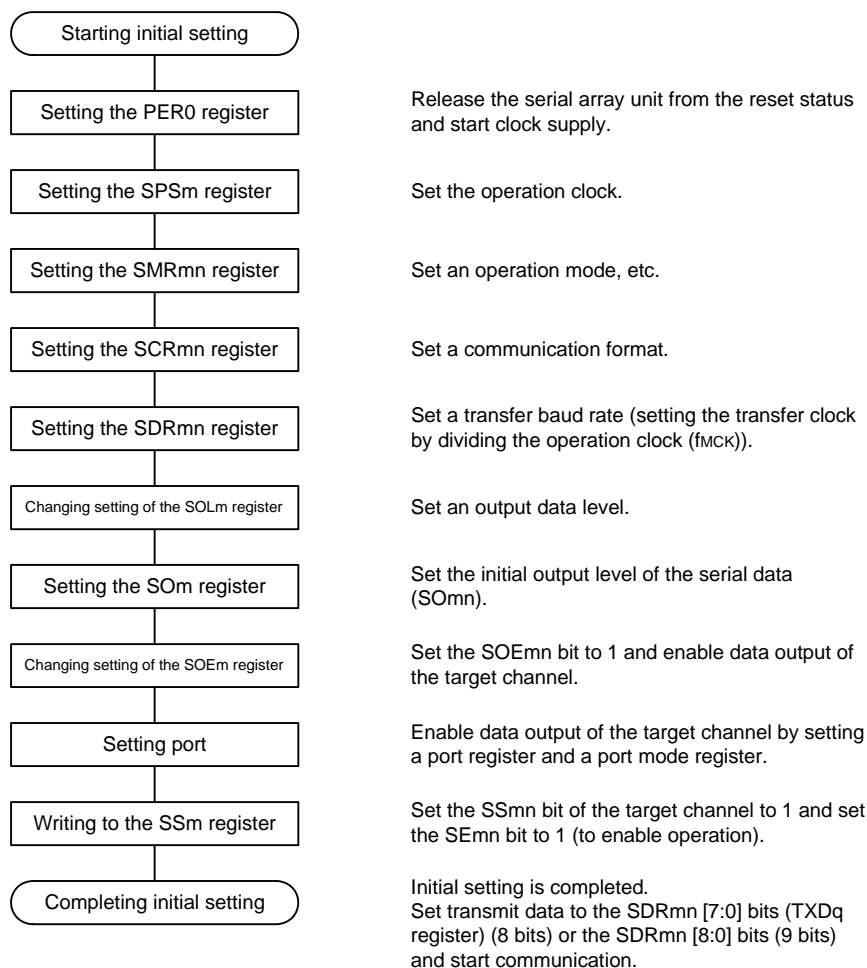 Starting initial setting
Setting the PER0 register
Release the serial array unit from the reset status
and start clock supply.
Setting the SPSm register
Set the operation clock.
Setting the SMRmn register
Set an operation mode, etc.
Setting the SCRmn register
Set a communication format.
Setting the SDRmn register
Set a transfer baud rate (setting the transfer clock
by dividing the operation clock (fMCK)).
Changing setting of the SOLm register
Set an output data level.
Setting the SOm register
Set the initial output level of the serial data
(SOmn).
Changing setting of the SOEm register
Set the SOEmn bit to 1 and enable data output of
the target channel.
Setting port
Enable data output of the target channel by setting
a port register and a port mode register.
Writing to the SSm register
Set the SSmn bit of the target channel to 1 and set
the SEmn bit to 1 (to enable operation).
Completing initial setting
Initial setting is completed.
Set transmit data to the SDRmn [7:0] bits (TXDq
register) (8 bits) or the SDRmn [8:0] bits (9 bits)
and start communication.